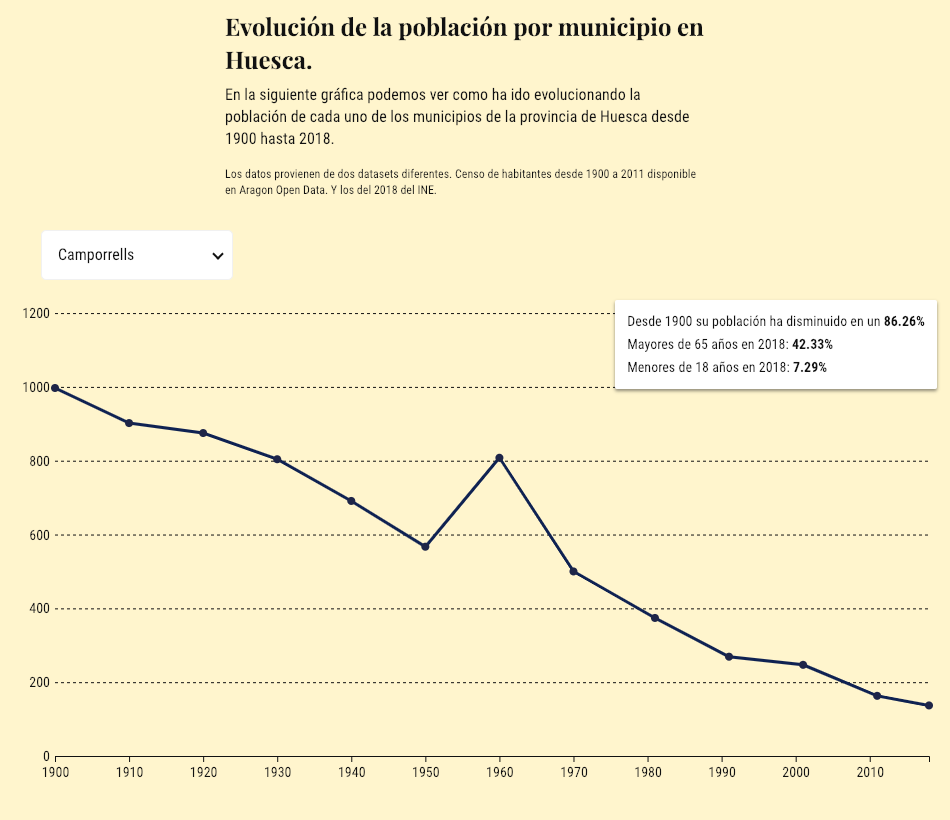 Evolución de la población por municipio en
Huesca.
En la siguiente gráfica podemos ver como ha ido evolucionando la
población de cada uno de los municipios de la provincia de Huesca desde
1900 hasta 2018.
Los datos provienen de dos datasets diferentes. Censo de habitantes desde 1900 a 2011 disponible
en Aragon Open Data. Y los del 2018 del INE.
Camporrells
Desde 1900 su población ha disminuido en un 86.26%
Mayores de 65 años en 2018: 42.33%
Menores de 18 años en 2018: 7.29%
1200
1000
800
600
400
200
0
1900 1910 1920 1930 1940 1950 1960 1970 1980 1990 2000 2010